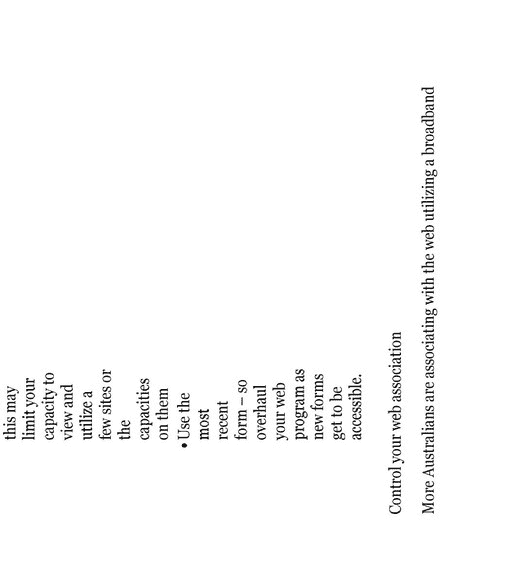 this may
limit your
capacity to
view and
utilize a
few sites or
the
capacities
on them
• Use the
most
recent
form – so
overhaul
your web
program as
new forms
get to be
accessible.
Control your web association
More Australians are associating with the web utilizing a broadband